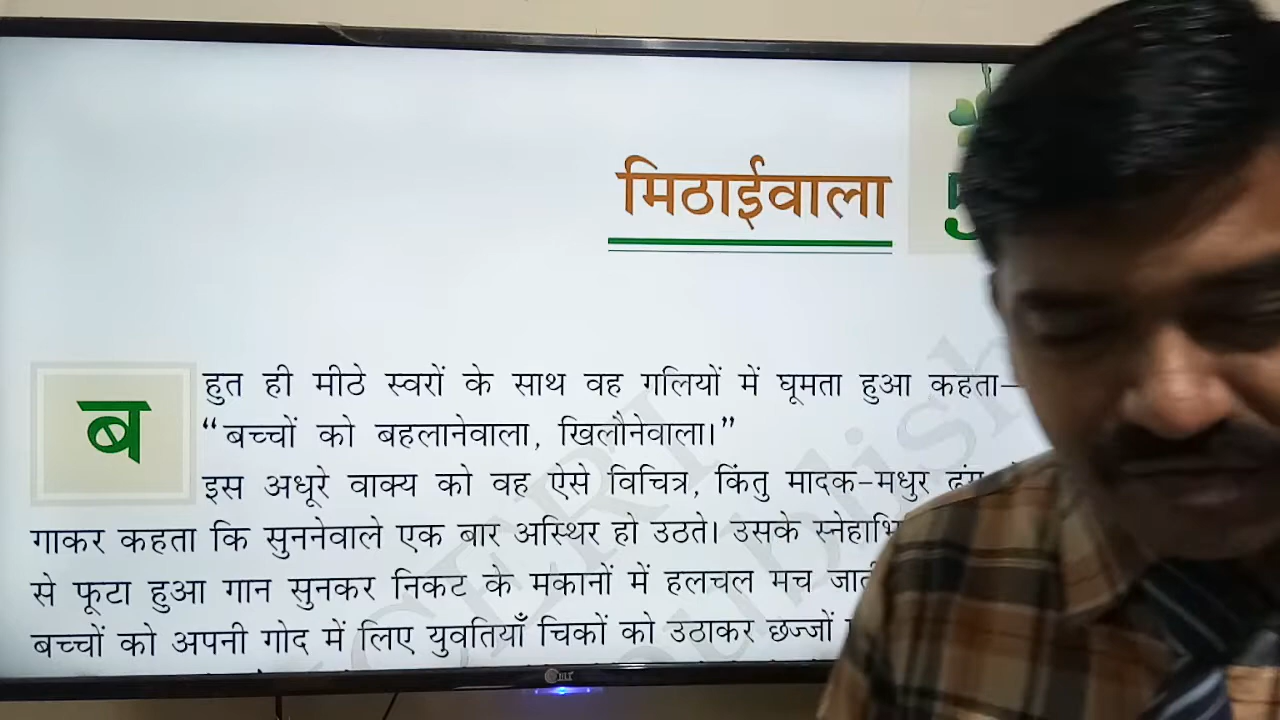 मिठाईवाला
ब
हुत ही मीठे स्वरों के साथ वह गलियों में घूमता हुआ कहता–
“बच्चों को बहलानेवाला, खिलौनेवाला।”
इस अधूरे वाक्य को वह ऐसे विचित्र, किंतु मादक-मधुर ढंग
गाकर कहता कि सुननेवाले एक बार अस्थिर हो उठते। उसके
से फूटा हुआ गान सुनकर निकट के मकानों में हलचल मच
बच्चों को अपनी गोद में लिए युवतियाँ चिकों को उठाकर छज्जों